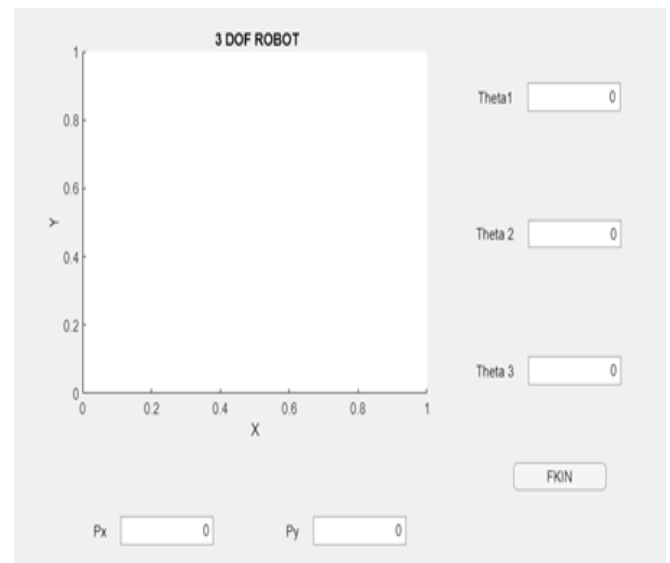 3 DOF ROBOT
1
0.8
0.6
0.4
0.2
0
Y
0 0.2 0.4 0.6 0.8 1
X
Theta1 0
Theta 2 0
Theta 3 0
FKIN
Px 0 Py 0